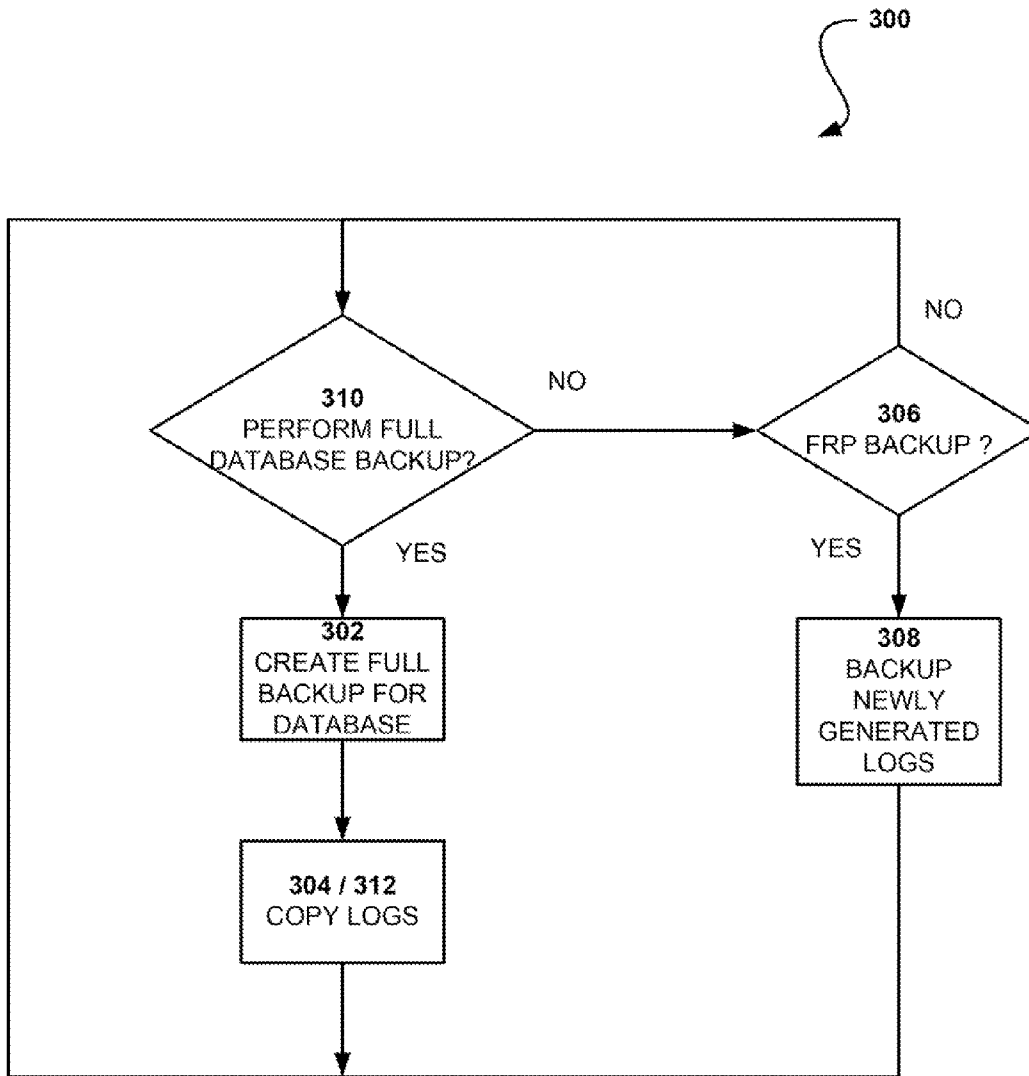 300
310
PERFORM FULL
DATABASE BACKUP?
NO
NO
306
FRP BACKUP ?
YES
YES
302
CREATE FULL
BACKUP FOR
DATABASE
308
BACKUP
NEWLY
GENERATED
LOGS
304 / 312
COPY LOGS